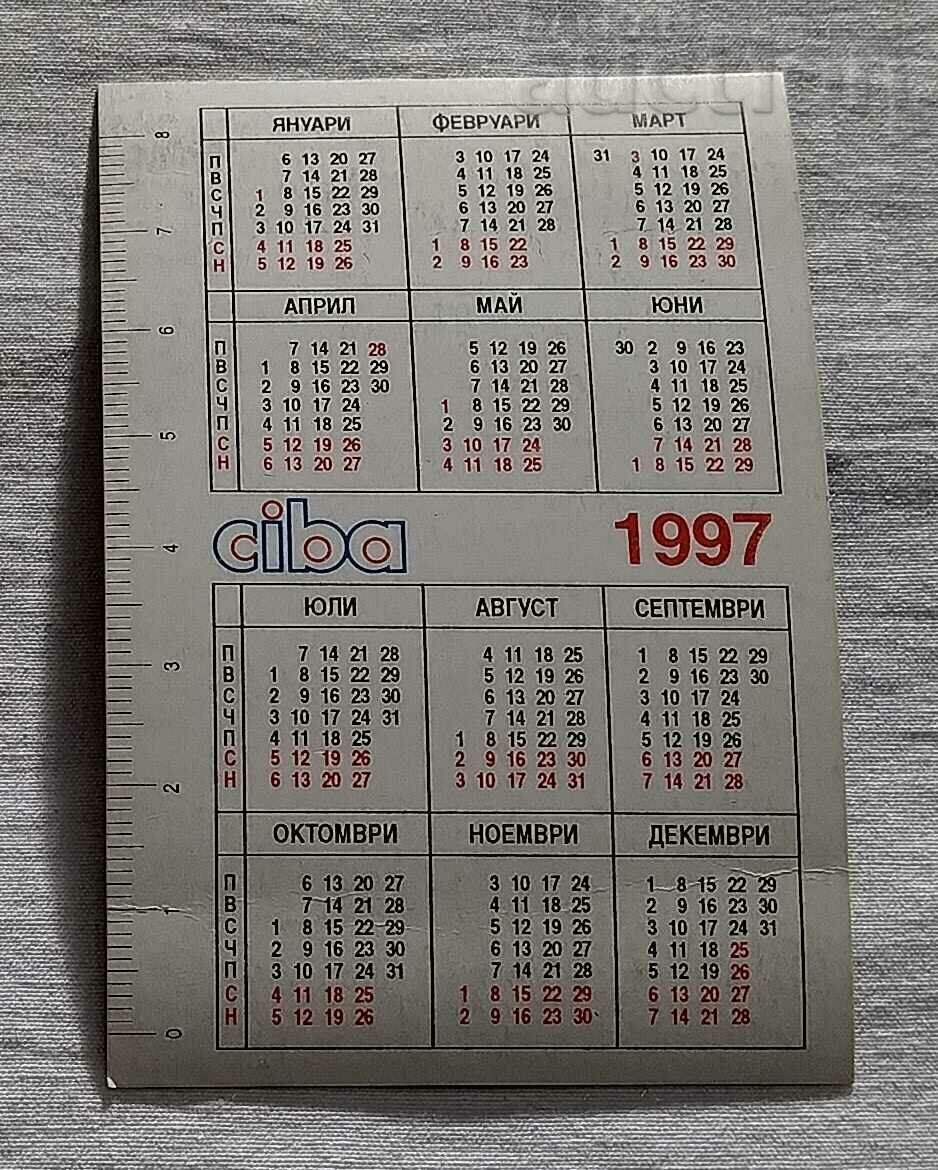 ЯНУАРИ ФЕВРУАРИ МАРТ
П 6 13 20 27 3 10 17 24 31 3 10 17 24
В 7 14 21 28 4 11 18 25 4 11 18 25
С 1 8 15 22 29 5 12 19 26 5 12 19 26
Ч 2 9 16 23 30 6 13 20 27 6 13 20 27
П 3 10 17 24 31 7 14 21 28 7 14 21 28
С 4 11 18 25 1 8 15 22 1 8 15 22 29
Н 5 12 19 26 2 9 16 23 2 9 16 23 30
АПРИЛ МАЙ ЮНИ
П 7 14 21 28 5 12 19 26 30 2 9 16 23
В 1 8 15 22 29 6 13 20 27 3 10 17 24
С 2 9 16 23 30 7 14 21 28 4 11 18 25
Ч 3 10 17 24 1 8 15 22 29 5 12 19 26
П 4 11 18 25 2 9 16 23 30 6 13 20 27
С 5 12 19 26 3 10 17 24 7 14 21 28
Н 6 13 20 27 4 11 18 25 1 8 15 22 29
ciba 1997
ЮЛИ АВГУСТ СЕПТЕМВРИ
П 7 14 21 28 4 11 18 25 1 8 15 22 29
В 1 8 15 22 29 5 12 19 26 2 9 16 23 30
С 2 9 16 23 30 6 13 20 27 3 10 17 24
Ч 3 10 17 24 31 7 14 21 28 4 11 18 25
П 4 11 18 25 1 8 15 22 29 5 12 19 26
С 5 12 19 26 2 9 16 23 30 6 13 20 27
Н 6 13 20 27 3 10 17 24 31 7 14 21 28
ОКТОМВРИ НОЕМВРИ ДЕКЕМВРИ
П 6 13 20 27 3 10 17 24 1 8 15 22 29
В 7 14 21 28 4 11 18 25 2 9 16 23 30
С 1 8 15 22 29 5 12 19 26 3 10 17 24 31
Ч 2 9 16 23 30 6 13 20 27 4 11 18 25
П 3 10 17 24 31 7 14 21 28 5 12 19 26
С 4 11 18 25 1 8 15 22 29 6 13 20 27
Н 5 12 19 26 2 9 16 23 30 7 14 21 28
8
7
6
5
4
3
2
1
0